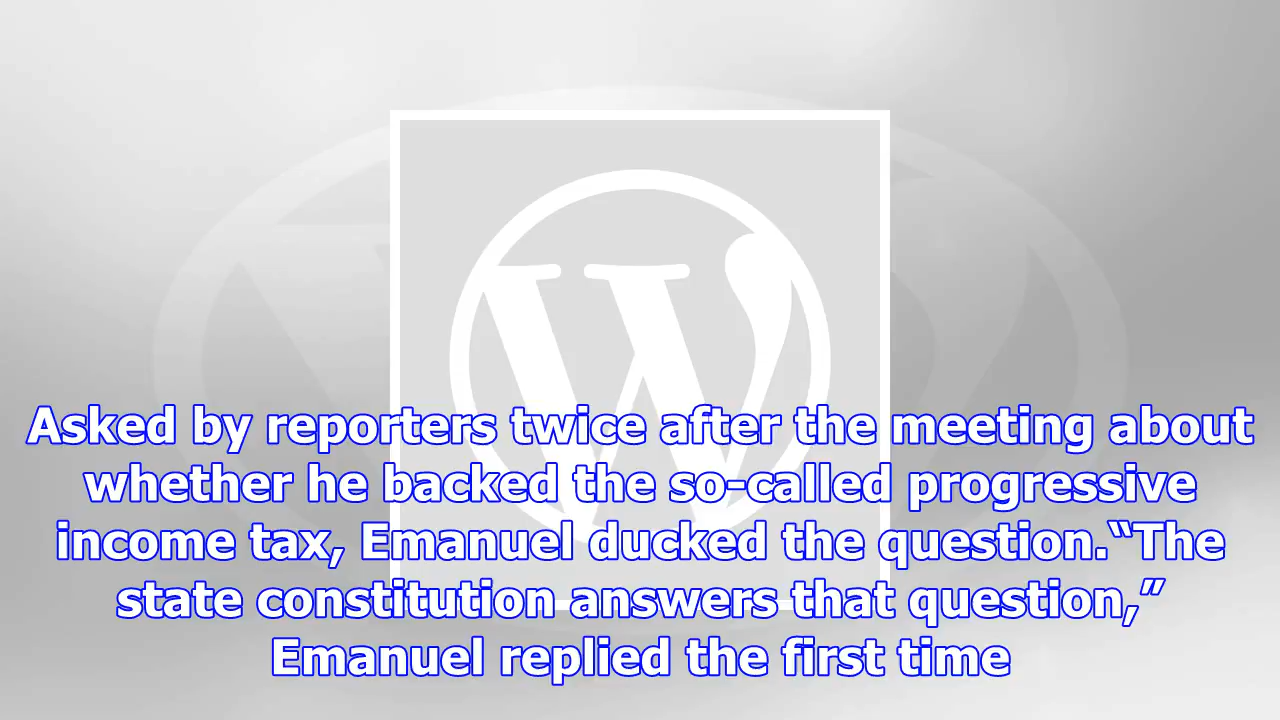 Asked by reporters twice after the meeting about
whether he backed the so-called progressive
income tax, Emanuel ducked the question.“The
state constitution answers that question,”
Emanuel replied the first time